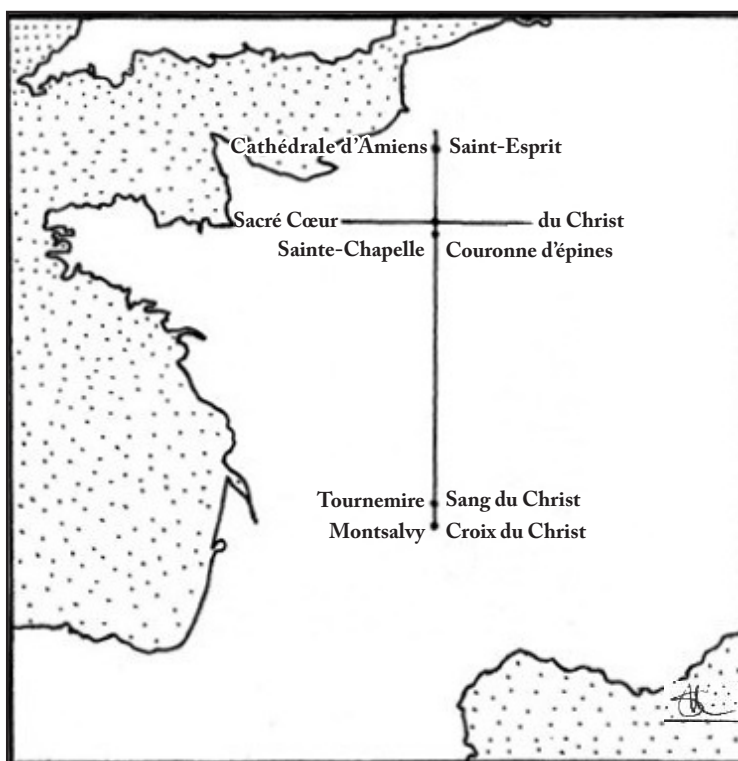 Cathédrale d’Amiens Saint-Esprit
Sacré Cœur du Christ
Sainte-Chapelle Couronne d’épines
Tournemire Sang du Christ
Montsalvy Croix du Christ